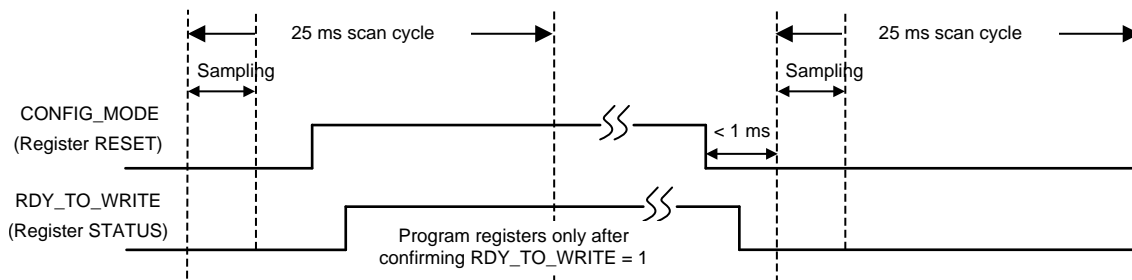 25 ms scan cycle
25 ms scan cycle
Sampling
Sampling
CONFIG_MODE
(Register RESET)
< 1 ms
RDY_TO_WRITE
(Register STATUS)
Program registers only after
confirming RDY_TO_WRITE = 1